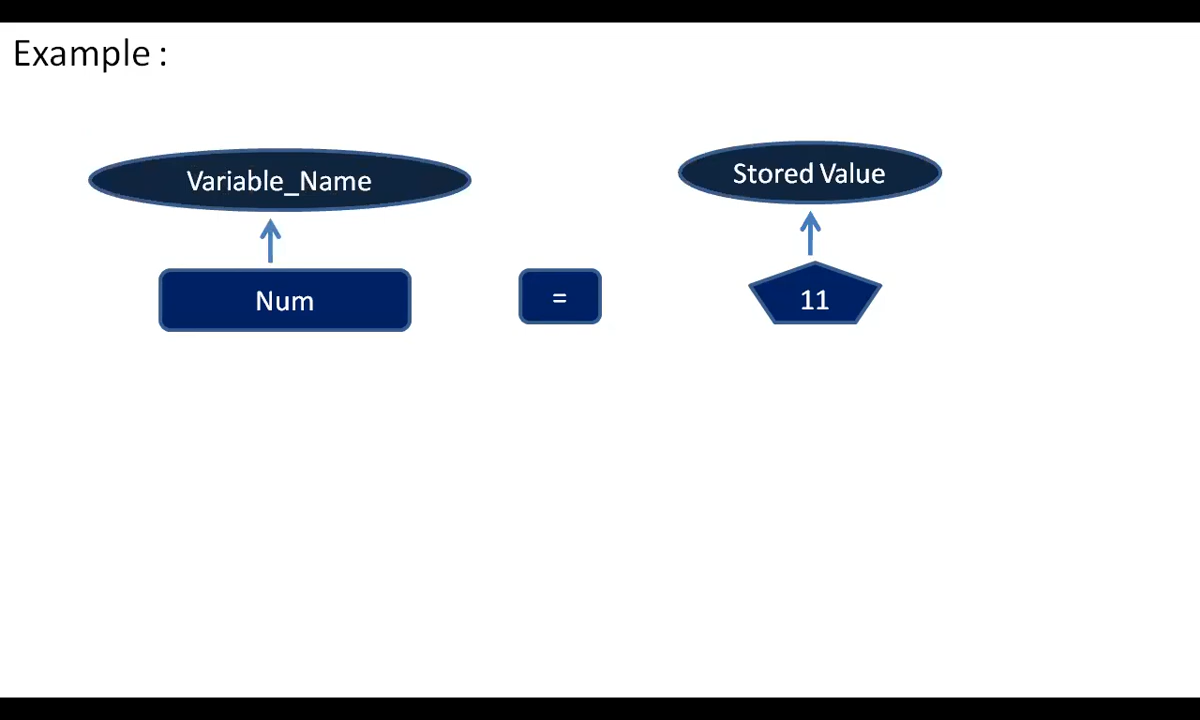 Example :
Variable_Name
Stored Value
Num
=
11